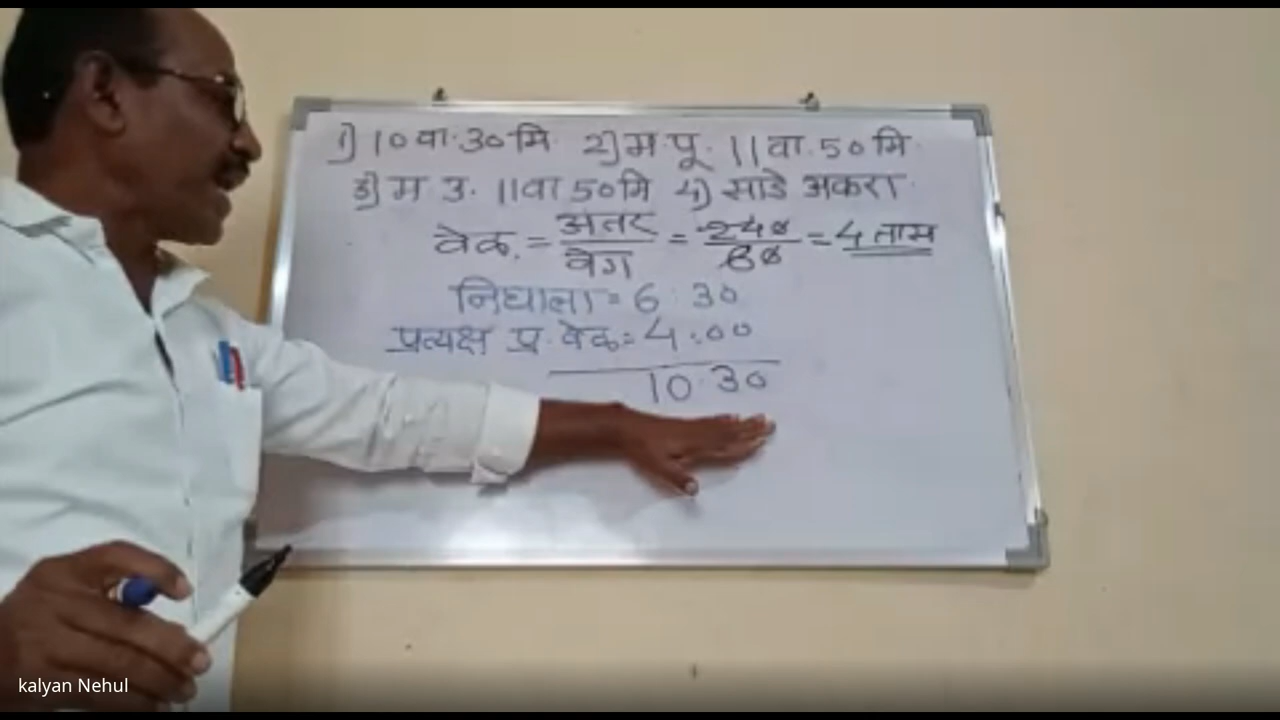 1) 10 वा. 30 मि. 2) म. पू. 11 वा. 50 मि.
3) म. उ. 11 वा 50 मि 4) साडे अकरा.
वेळ. = अंतर / वेग = 240 / 60 = 4 तास
निघाला = 6 : 30
प्रत्यक्ष प्र. वेळ = 4 : 00
10 : 30
kalyan Nehul